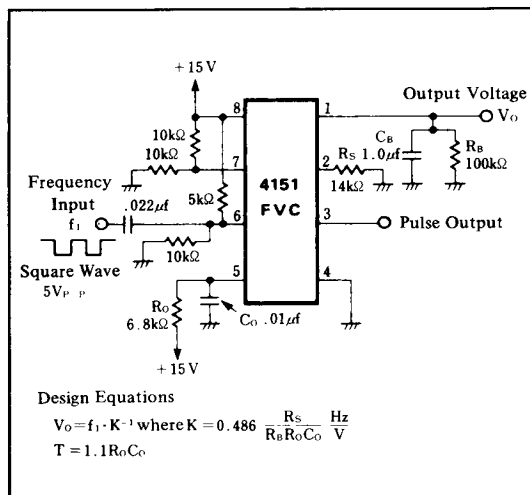 +15V
Output Voltage
8
1
Vo
10kΩ
10kΩ
7
CB
1.0μf
RB
100kΩ
2
RS
14kΩ
4151
FVC
5kΩ
Frequency
Input
f1
.022μf
6
3
Pulse Output
Square Wave
5VP-P
10kΩ
5
4
Ro
6.8kΩ
Co .01μf
+15V
Design Equations
Vo=f1·K⁻¹ where K=0.486 RS/RBRoCo Hz/V
T=1.1RoCo